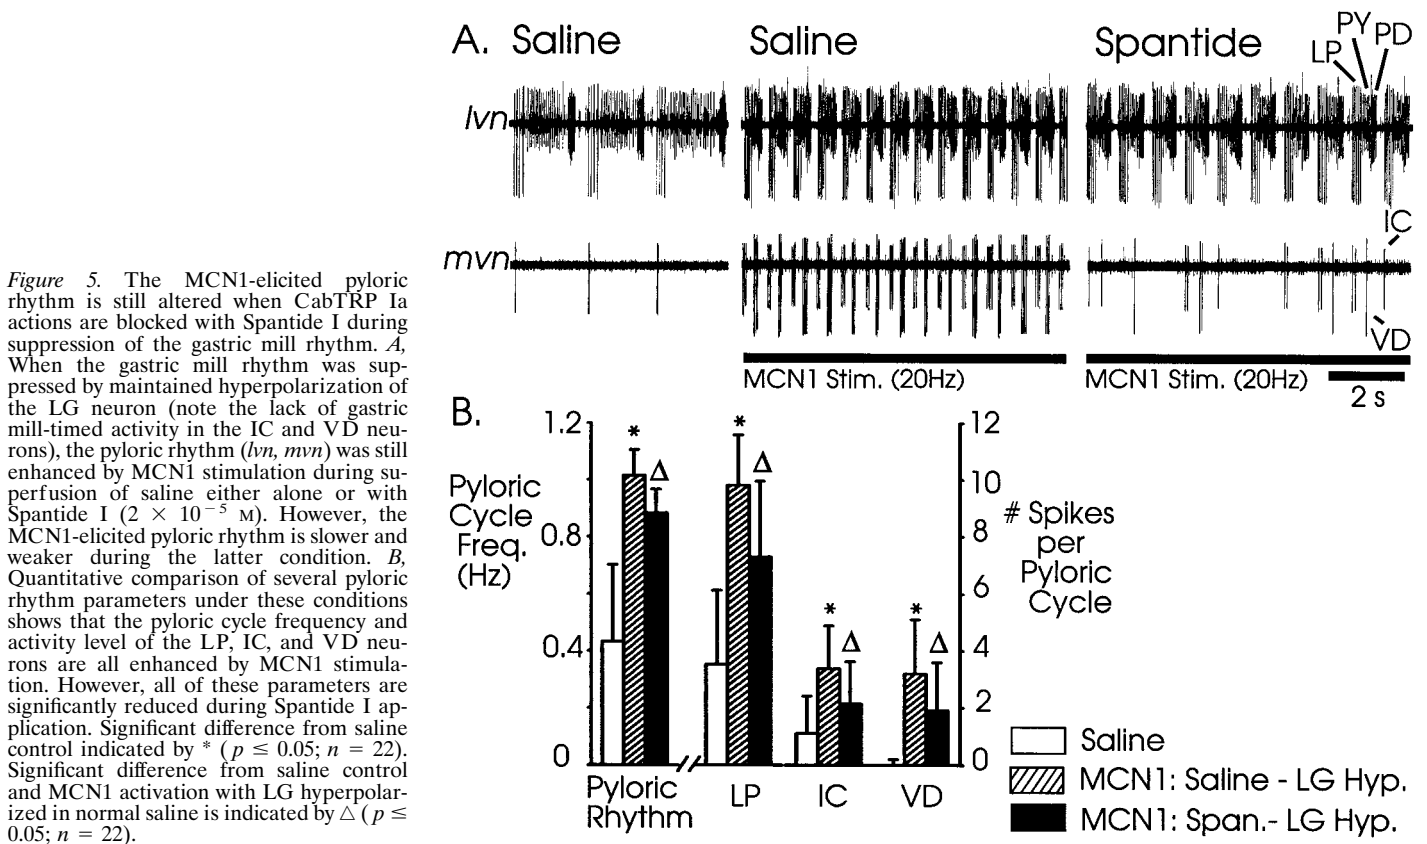 Figure 5. The MCN1-elicited pyloric
rhythm is still altered when CabTRP Ia
actions are blocked with Spantide I during
suppression of the gastric mill rhythm. A,
When the gastric mill rhythm was sup-
pressed by maintained hyperpolarization of
the LG neuron (note the lack of gastric
mill-timed activity in the IC and VD neu-
rons), the pyloric rhythm (lvn, mvn) was still
enhanced by MCN1 stimulation during su-
perfusion of saline either alone or with
Spantide I (2 × 10⁻⁵ M). However, the
MCN1-elicited pyloric rhythm is slower and
weaker during the latter condition. B,
Quantitative comparison of several pyloric
rhythm parameters under these conditions
shows that the pyloric cycle frequency and
activity level of the LP, IC, and VD neu-
rons are all enhanced by MCN1 stimula-
tion. However, all of these parameters are
significantly reduced during Spantide I ap-
plication. Significant difference from saline
control indicated by * (p ≤ 0.05; n = 22).
Significant difference from saline control
and MCN1 activation with LG hyperpolar-
ized in normal saline is indicated by △ (p ≤
0.05; n = 22).
A. Saline Saline Spantide
LP PY PD
lvn
mvn
IC
VD
MCN1 Stim. (20Hz) MCN1 Stim. (20Hz)
2 s
B.
Pyloric
Cycle
Freq.
(Hz)
1.2
0.8
0.4
0
* Δ * Δ * Δ * Δ
12
10
8
6
4
2
0
# Spikes
per
Pyloric
Cycle
Pyloric
Rhythm
LP IC VD
Saline
MCN1: Saline - LG Hyp.
MCN1: Span.- LG Hyp.